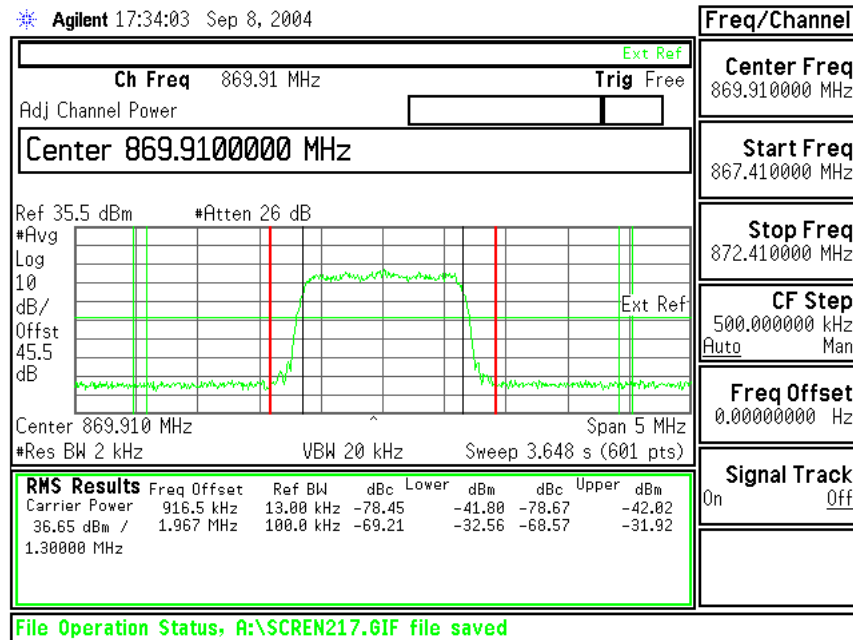 Agilent 17:34:03 Sep 8, 2004
Ext Ref
Ch Freq 869.91 MHz Trig Free
Adj Channel Power
Center 869.9100000 MHz
Ref 35.5 dBm #Atten 26 dB
#Avg
Log
10
dB/
Offst
45.5
dB
Ext Ref
Center 869.910 MHz Span 5 MHz
#Res BW 2 kHz VBW 20 kHz Sweep 3.648 s (601 pts)
RMS Results Freq Offset Ref BW dBc Lower dBm dBc Upper dBm
Carrier Power 916.5 kHz 13.00 kHz -78.45 -41.80 -78.67 -42.02
36.65 dBm / 1.967 MHz 100.0 kHz -69.21 -32.56 -68.57 -31.92
1.30000 MHz
File Operation Status, A:\SCREN217.GIF file saved
Freq/Channel
Center Freq
869.910000 MHz
Start Freq
867.410000 MHz
Stop Freq
872.410000 MHz
CF Step
500.000000 kHz
Auto Man
Freq Offset
0.00000000 Hz
Signal Track
On Off